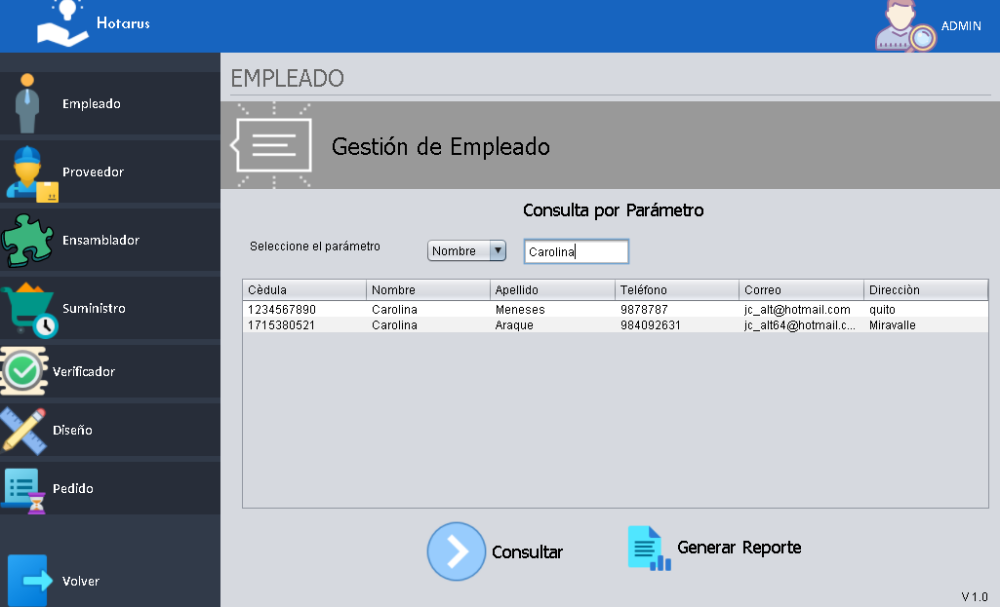 Hotarus
ADMIN
Empleado
Proveedor
Ensamblador
Suministro
Verificador
Diseño
Pedido
Volver
EMPLEADO
Gestión de Empleado
Consulta por Parámetro
Seleccione el parámetro Nombre Carolina
Cèdula Nombre Apellido Teléfono Correo Direcciòn
1234567890 Carolina Meneses 9878787 jc_alt@hotmail.com quito
1715380521 Carolina Araque 984092631 jc_alt64@hotmail.c... Miravalle
Consultar
Generar Reporte
V 1.0